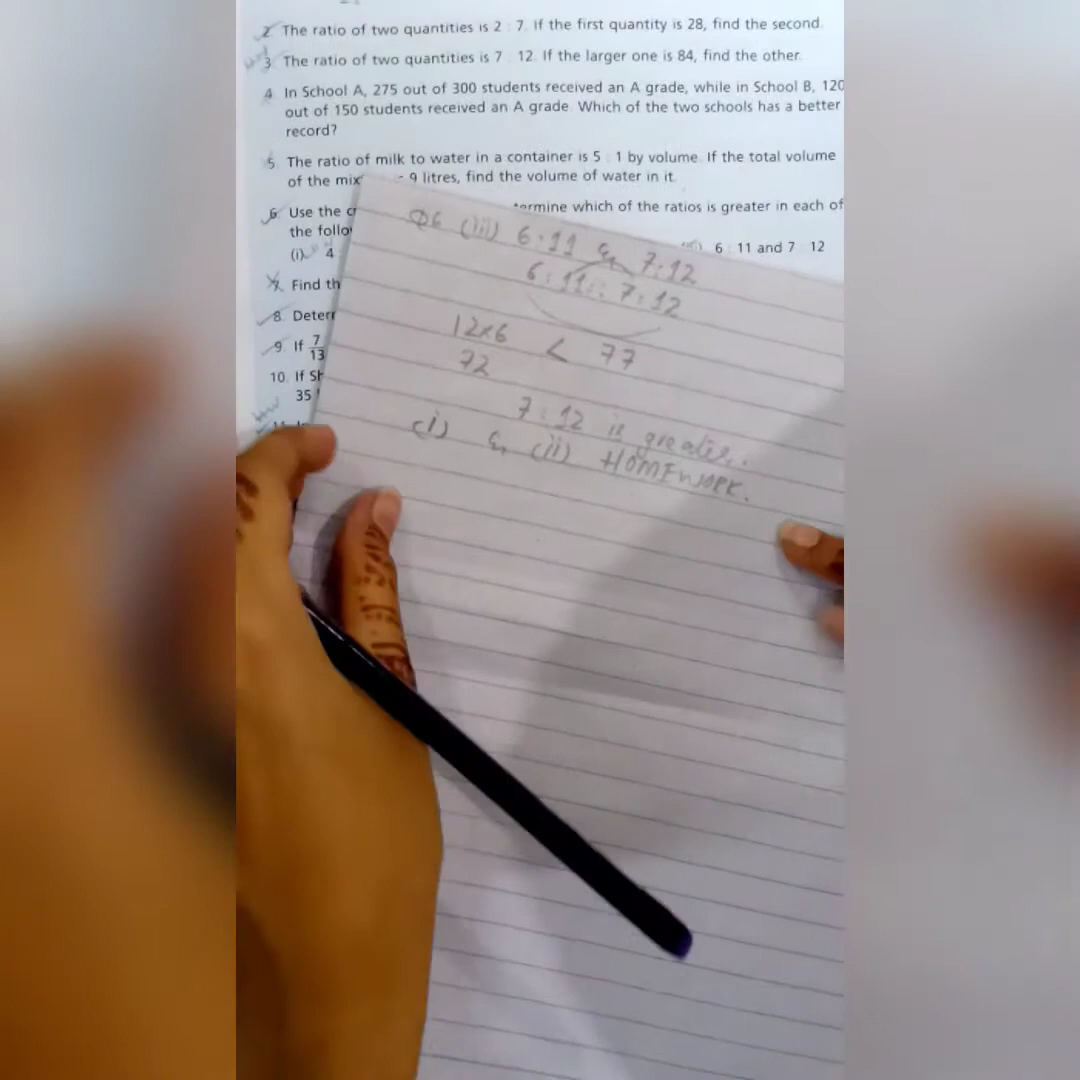 2. The ratio of two quantities is 2 : 7. If the first quantity is 28, find the second.
3. The ratio of two quantities is 7 : 12. If the larger one is 84, find the other.
4. In School A, 275 out of 300 students received an A grade, while in School B, 120
out of 150 students received an A grade. Which of the two schools has a better
record?
5. The ratio of milk to water in a container is 5 : 1 by volume. If the total volume
of the mix 9 litres, find the volume of water in it.
6. Use the which of the ratios is greater in each of
the follo
(i) 4 6 : 11 and 7 : 12
7. Find th
8. Deter
9. If 7/13
10. If Sh
35
Q6 (iii) 6:11 & 7:12
6:11::7:12
12x6 < 77
72
7:12 is greater.
(i) & (ii) HOMEWORK.